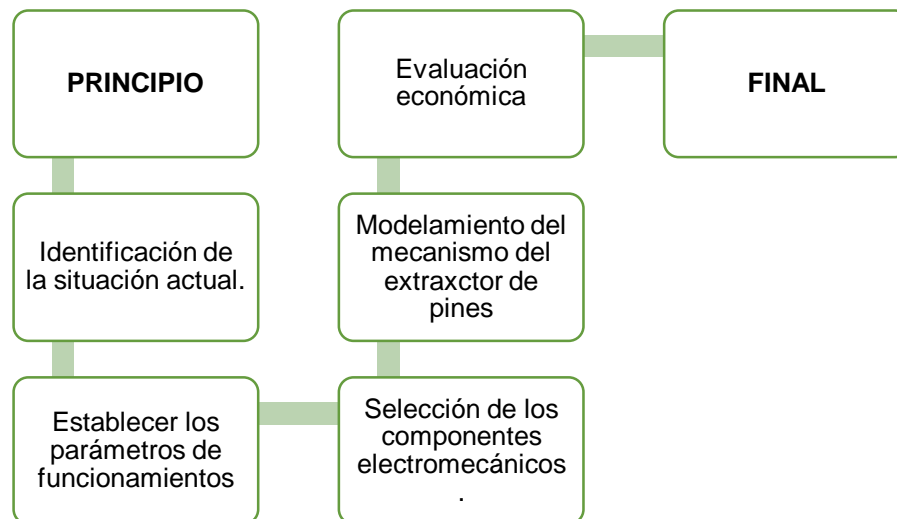 PRINCIPIO
Identificación de
la situación actual.
Establecer los
parámetros de
funcionamientos
Selección de los
componentes
electromecánicos
.
Modelamiento del
mecanismo del
extraxctor de
pines
Evaluación
económica
FINAL